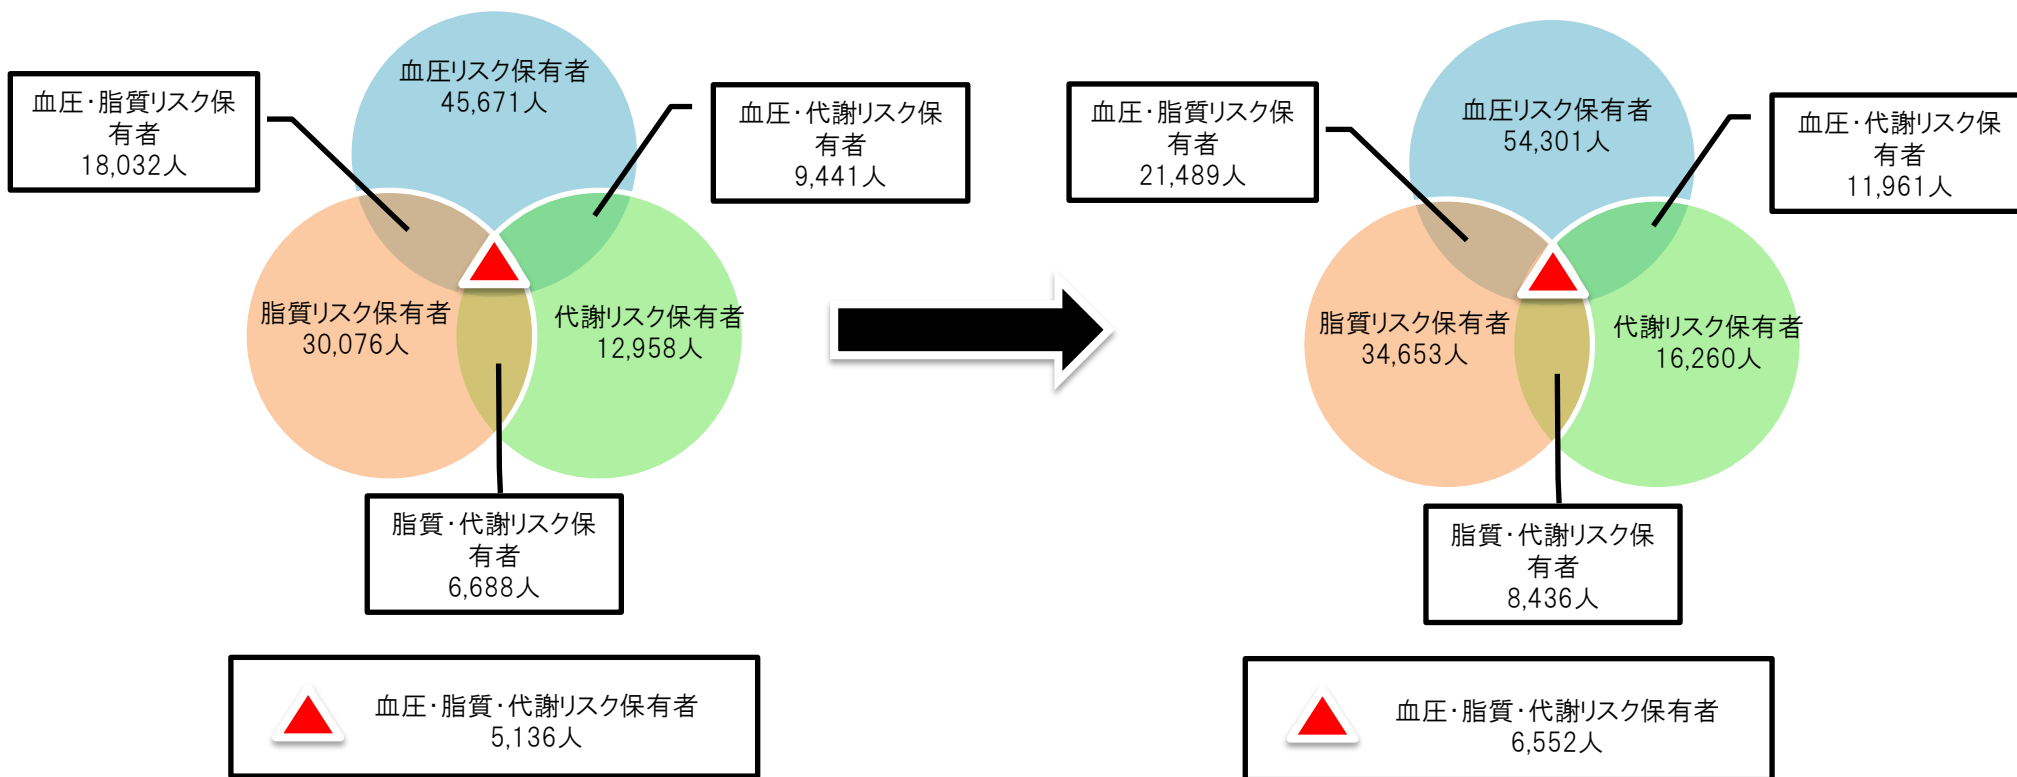 血圧リスク保有者
45,671人
血圧・脂質リスク保
有者
18,032人
血圧・代謝リスク保
有者
9,441人
脂質リスク保有者
30,076人
代謝リスク保有者
12,958人
脂質・代謝リスク保
有者
6,688人
血圧・脂質・代謝リスク保有者
5,136人
血圧リスク保有者
54,301人
血圧・脂質リスク保
有者
21,489人
血圧・代謝リスク保
有者
11,961人
脂質リスク保有者
34,653人
代謝リスク保有者
16,260人
脂質・代謝リスク保
有者
8,436人
血圧・脂質・代謝リスク保有者
6,552人